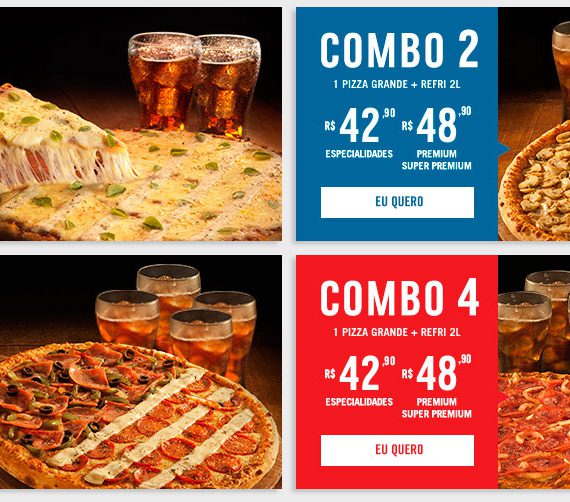 COMBO 2
1 PIZZA GRANDE + REFRI 2L
R$ 42,90 R$ 48,90
ESPECIALIDADES PREMIUM
SUPER PREMIUM
EU QUERO
COMBO 4
1 PIZZA GRANDE + REFRI 2L
R$ 42,90 R$ 48,90
ESPECIALIDADES PREMIUM
SUPER PREMIUM
EU QUERO